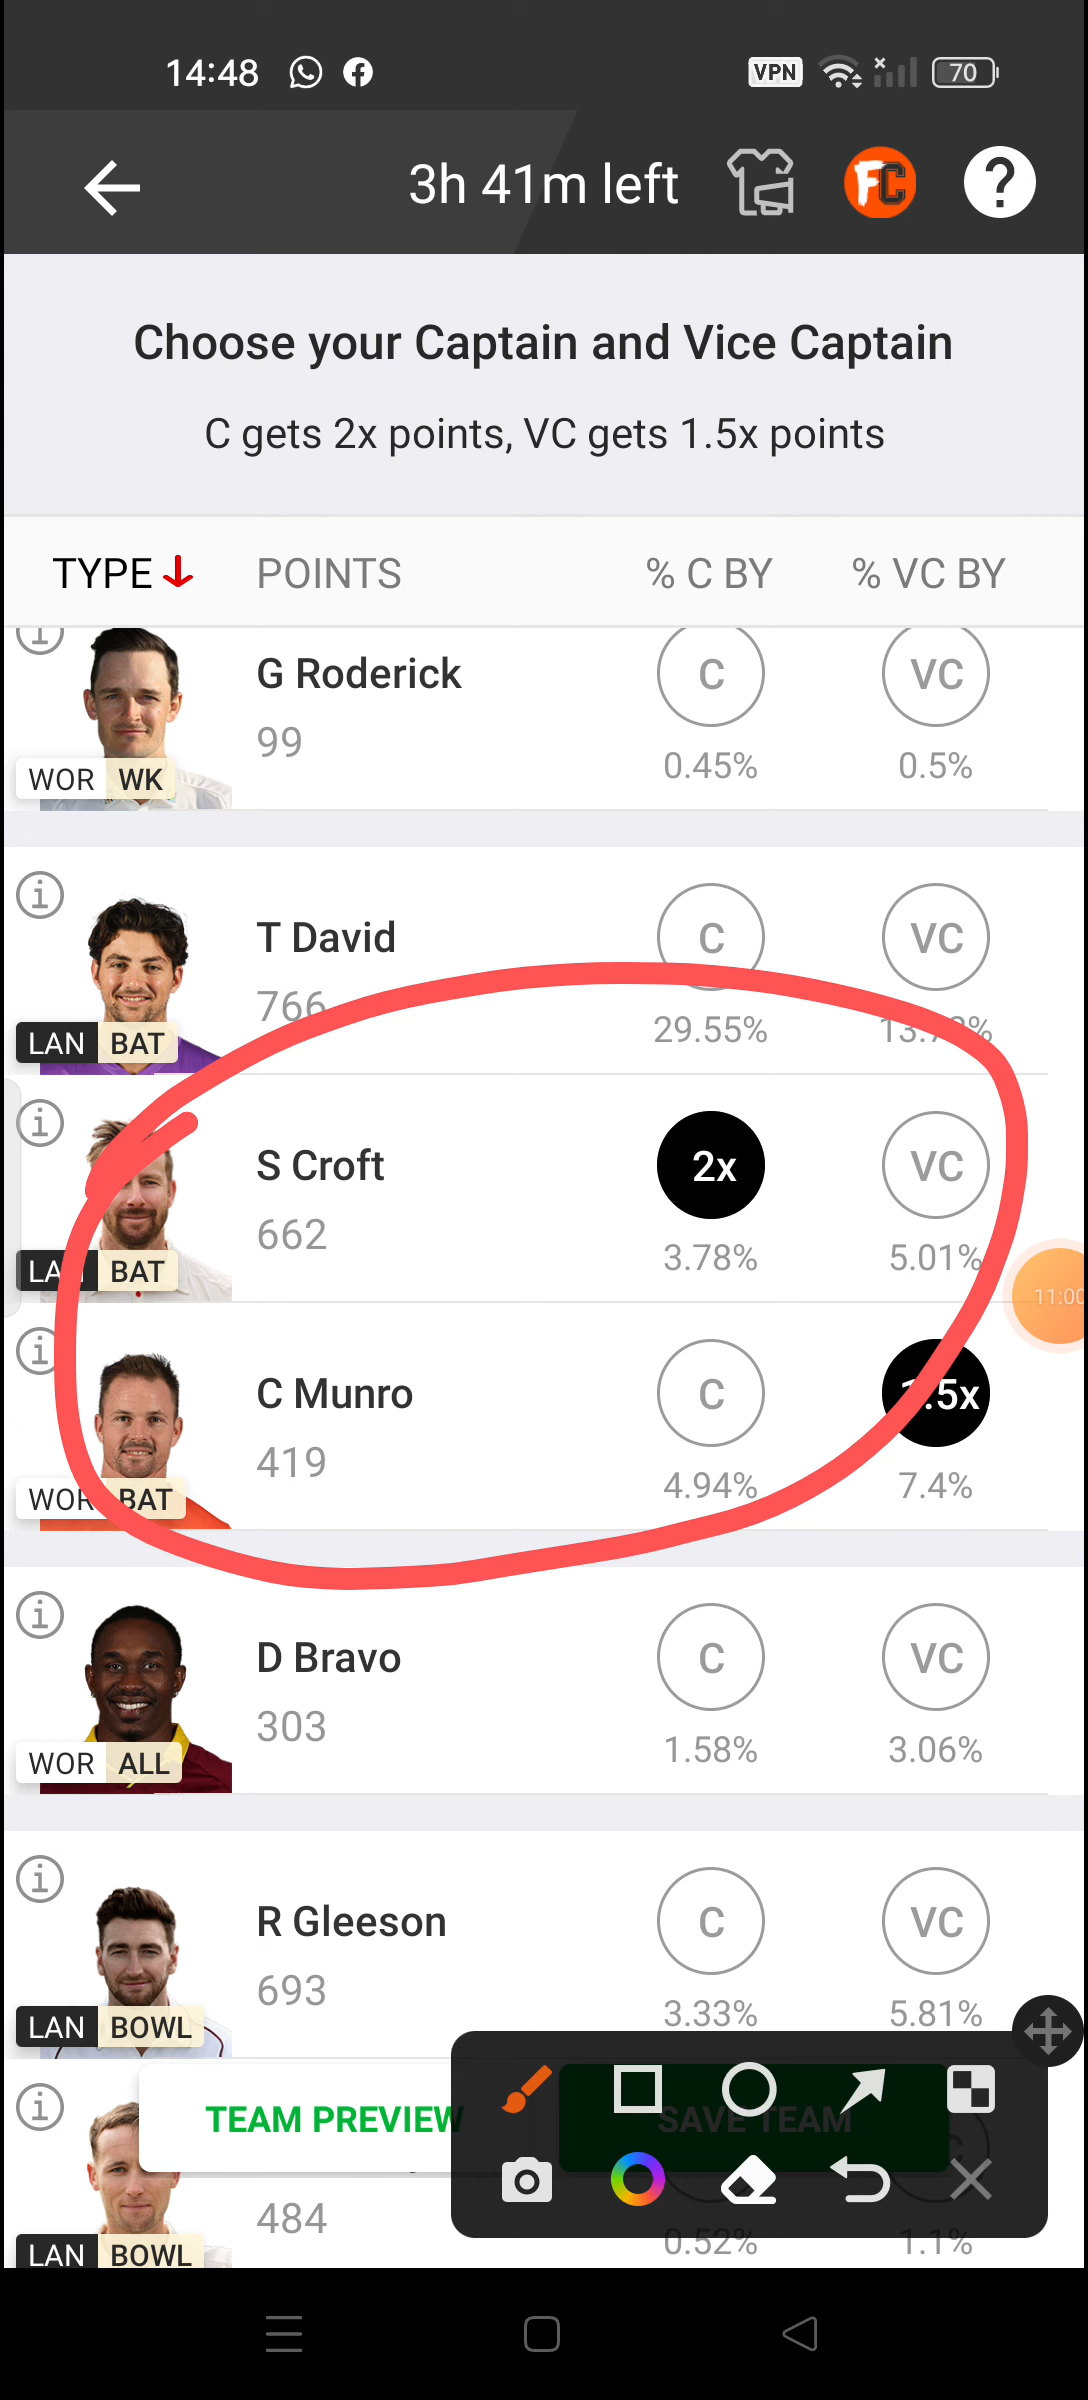 14:48 VPN 70
3h 41m left FC ?
Choose your Captain and Vice Captain
C gets 2x points, VC gets 1.5x points
TYPE POINTS % C BY % VC BY
G Roderick C VC
99 0.45% 0.5%
WOR WK
T David C VC
766 29.55%
LAN BAT
S Croft 2x VC
662 3.78% 5.01%
BAT
C Munro C 1.5x
419 4.94% 7.4%
WOR BAT
11:00
D Bravo C VC
303 1.58% 3.06%
WOR ALL
R Gleeson C VC
693 3.33% 5.81%
LAN BOWL
TEAM PREVIEW SAVE TEAM
484 0.52% 1.1%
LAN BOWL